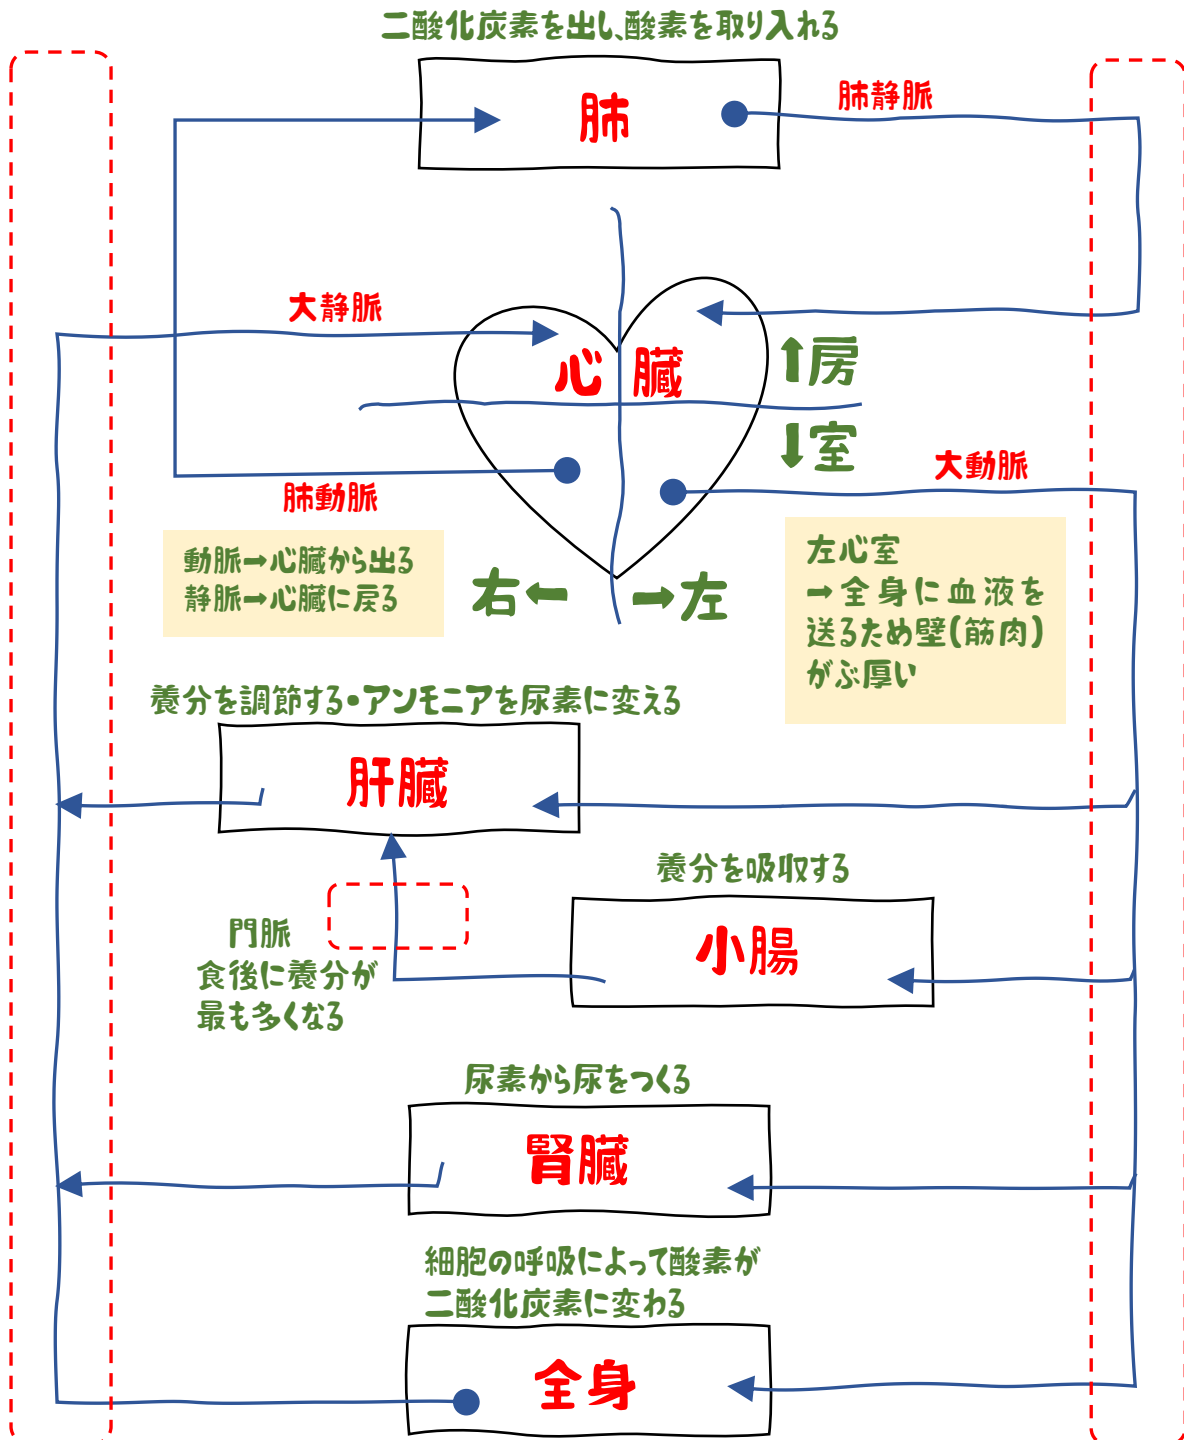 二酸化炭素を出し、酸素を取り入れる
肺
肺静脈
大静脈
心臓
↑房
↓室
大動脈
肺動脈
動脈→心臓から出る
静脈→心臓に戻る
右←
→左
左心室
→全身に血液を
送るため壁(筋肉)
がぶ厚い
養分を調節する・アンモニアを尿素に変える
肝臓
養分を吸収する
小腸
門脈
食後に養分が
最も多くなる
尿素から尿をつくる
腎臓
細胞の呼吸によって酸素が
二酸化炭素に変わる
全身